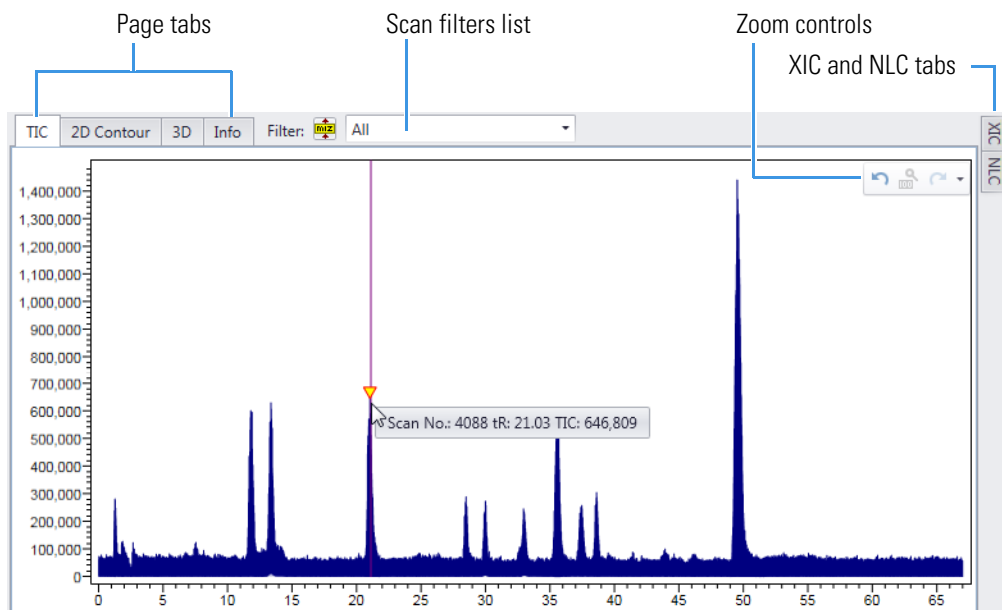 Page tabs Scan filters list Zoom controls
XIC and NLC tabs
TIC 2D Contour 3D Info Filter: m/z All
XIC
NLC
1,400,000
1,300,000
1,200,000
1,100,000
1,000,000
900,000
800,000
700,000
600,000
Scan No.: 4088 tR: 21.03 TIC: 646,809
500,000
400,000
300,000
200,000
100,000
0
0 5 10 15 20 25 30 35 40 45 50 55 60 65